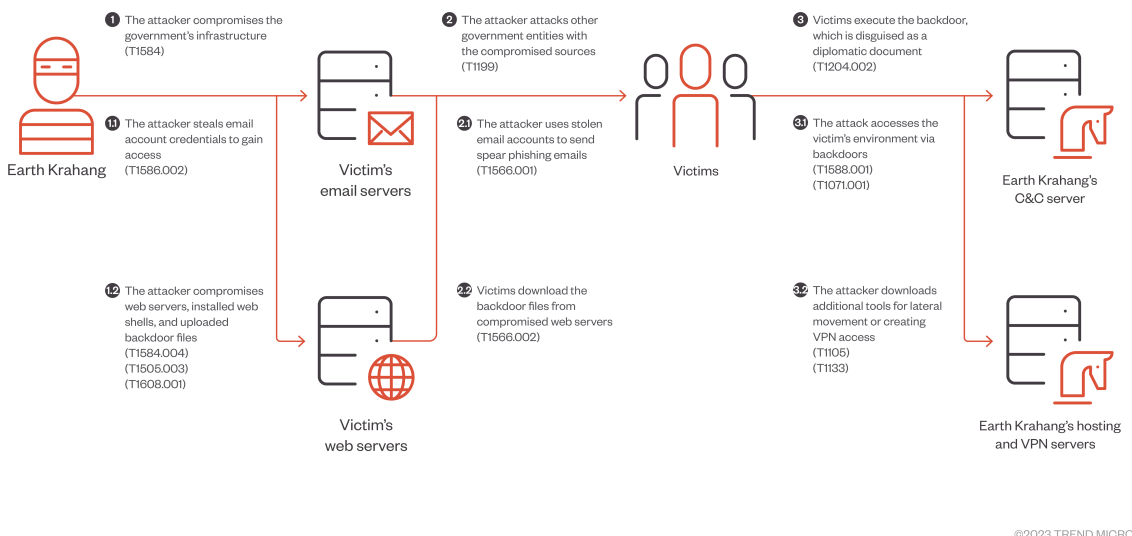 1 The attacker compromises the
government's infrastructure
(T1584)
2 The attacker attacks other
government entities with
the compromised sources
(T1199)
3 Victims execute the backdoor,
which is disguised as a
diplomatic document
(T1204.002)
1.1 The attacker steals email
account credentials to gain
access
(T1586.002)
2.1 The attacker uses stolen
email accounts to send
spear phishing emails
(T1566.001)
3.1 The attack accesses the
victim's environment via
backdoors
(T1588.001)
(T1071.001)
Earth Krahang
Victim's
email servers
Victims
Earth Krahang's
C&C server
1.2 The attacker compromises
web servers, installed web
shells, and uploaded
backdoor files
(T1584.004)
(T1505.003)
(T1608.001)
2.2 Victims download the
backdoor files from
compromised web servers
(T1566.002)
3.2 The attacker downloads
additional tools for lateral
movement or creating
VPN access
(T1105)
(T1133)
Victim's
web servers
Earth Krahang's hosting
and VPN servers
©2023 TREND MICRO